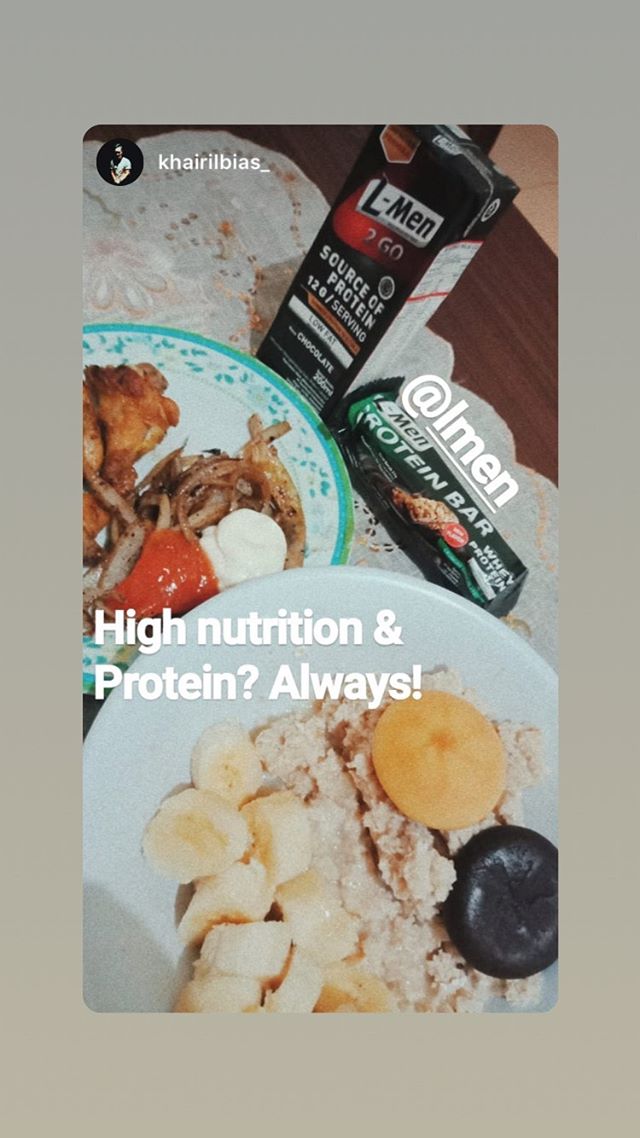 khairilbias_
L-Men
2 GO
SOURCE OF
PROTEIN
12 G / SERVING
LOW FAT
CHOCOLATE
200ml
@lmen
L-Men
PROTEIN BAR
WHEY
PROTEIN
High nutrition &
Protein? Always!